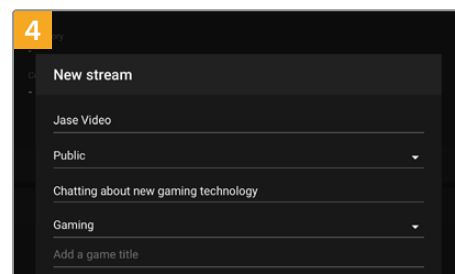 4
New stream
Jase Video
Public
Chatting about new gaming technology
Gaming
Add a game title